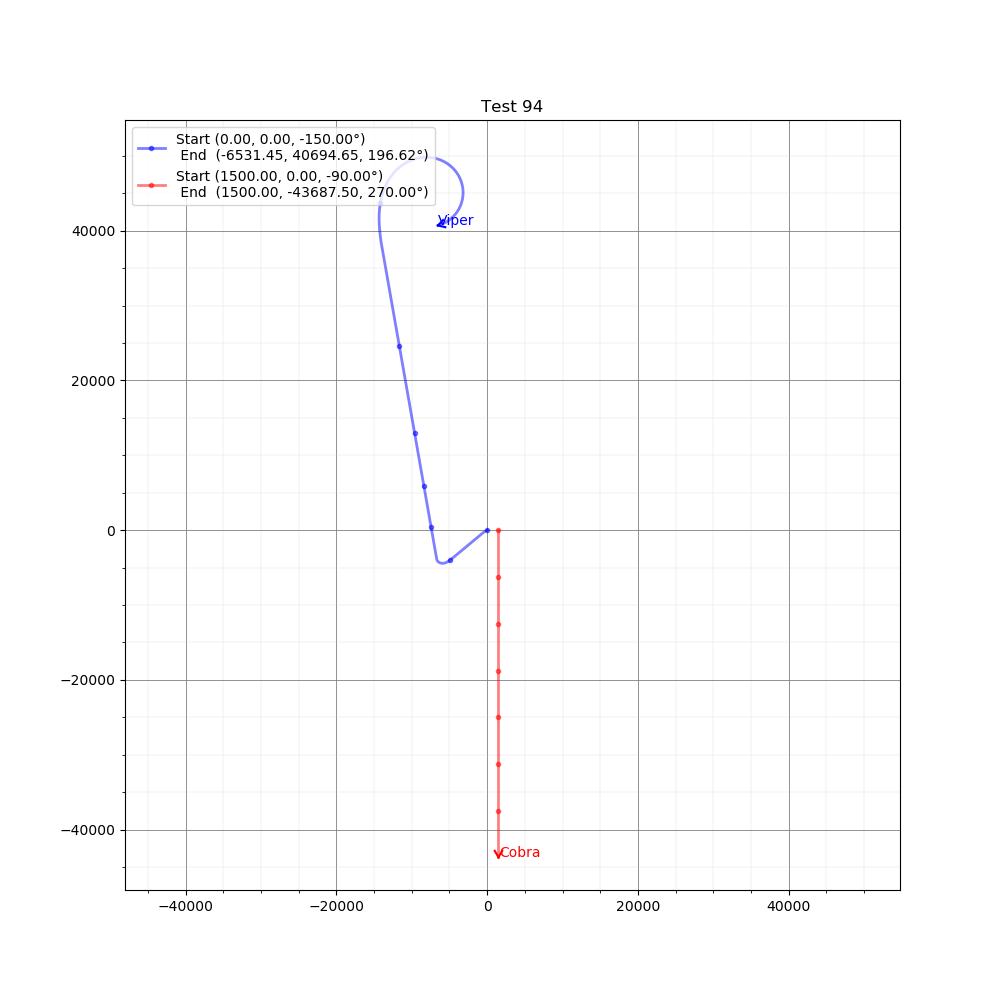 Test 94
Start (0.00, 0.00, -150.00°)
End (-6531.45, 40694.65, 196.62°)
Start (1500.00, 0.00, -90.00°)
End (1500.00, -43687.50, 270.00°)
Viper
40000
20000
0
−20000
−40000
Cobra
−40000 −20000 0 20000 40000